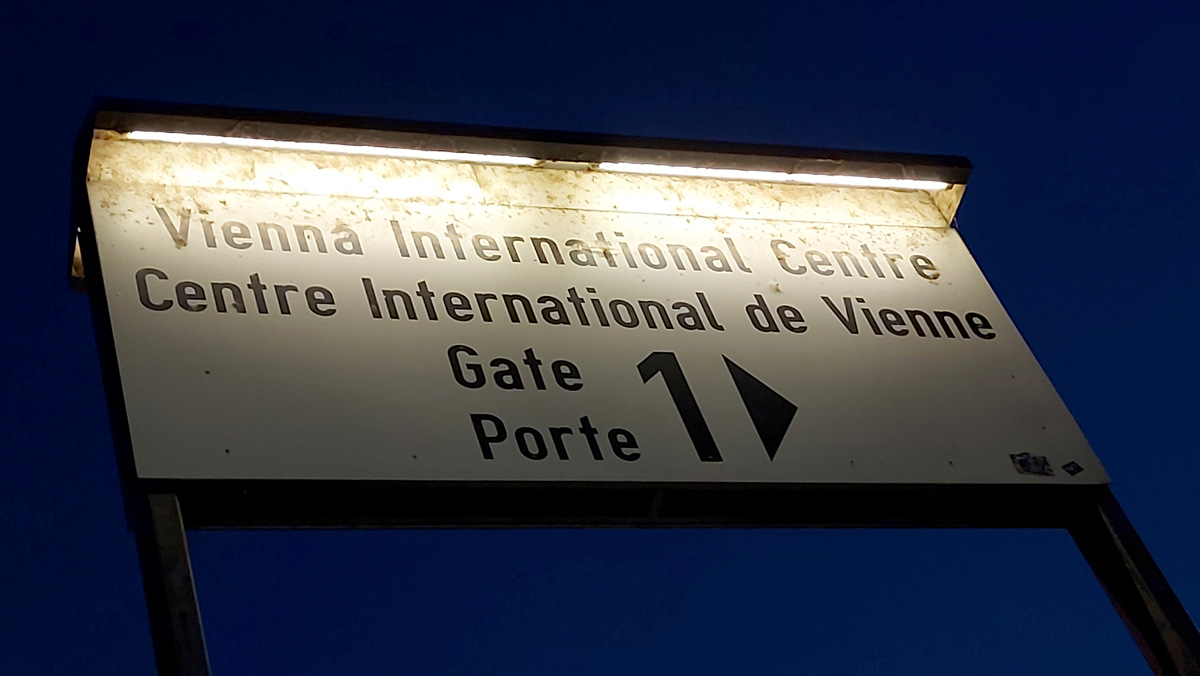 Vienna International Centre
Centre International de Vienne
Gate 1
Porte